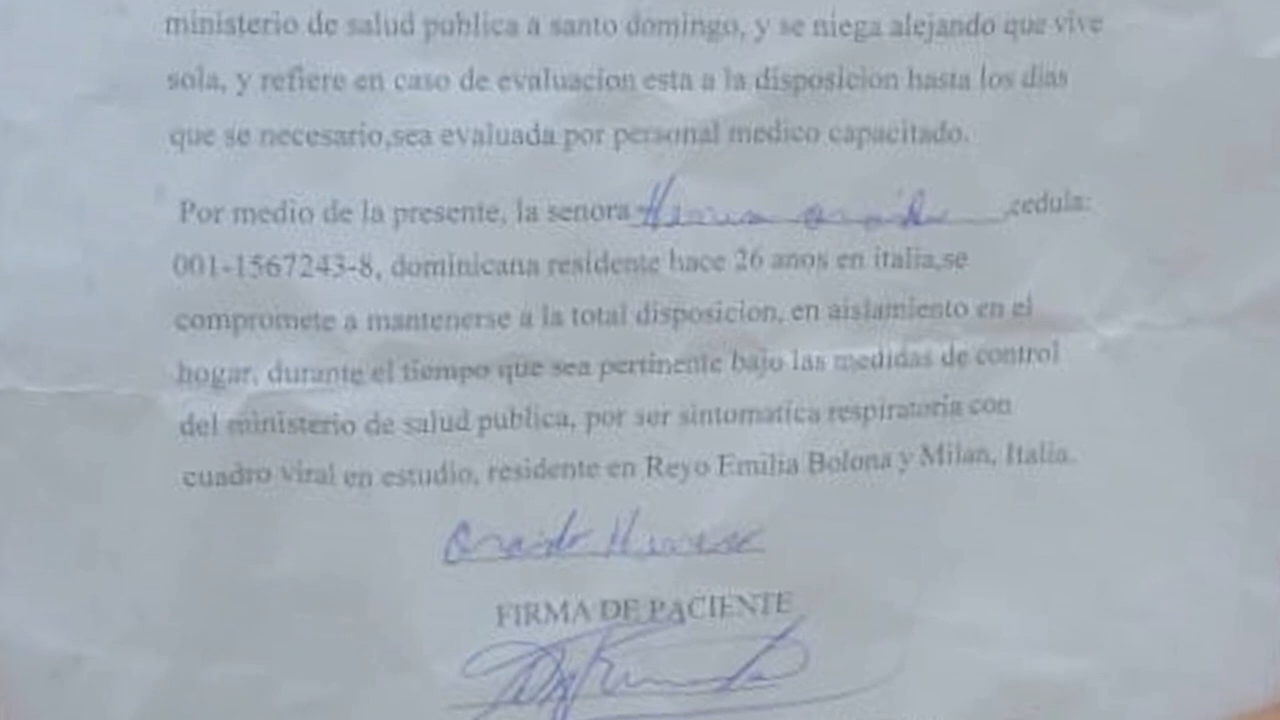 ministerio de salud publica a santo domingo, y se niega alejando que vive
sola, y refiere en caso de evaluacion esta a la disposicion hasta los dias
que se necesario,sea evaluada por personal medico capacitado.
Por medio de la presente, la senora cedula:
001-1567243-8, dominicana residente hace 26 anos en italia,se
compromete a mantenerse a la total disposicion, en aislamiento en el
hogar, durante el tiempo que sea pertinente bajo las medidas de control
del ministerio de salud publica, por ser sintomatica respiratoria con
cuadro viral en estudio, residente en Reyo Emilia Bolona y Milan, Italia.
FIRMA DE PACIENTE